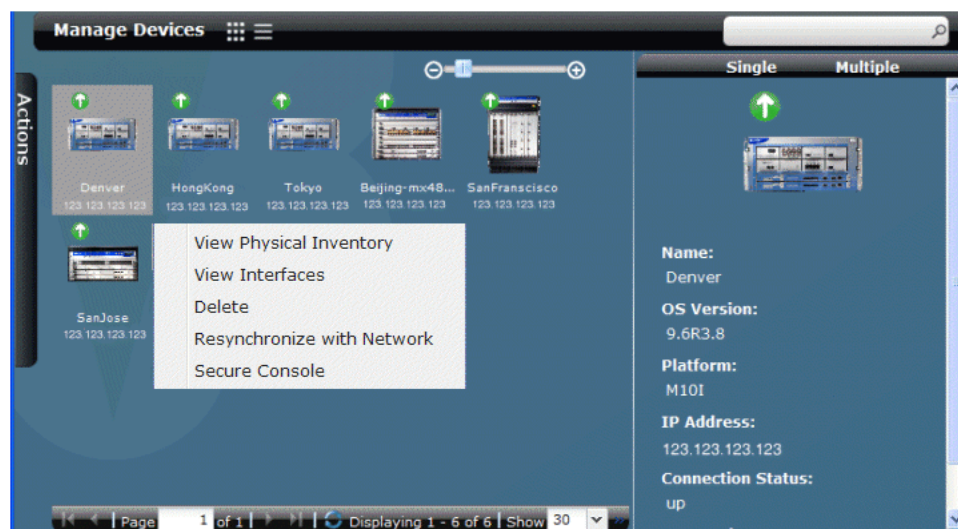 Manage Devices
Single Multiple
Actions
Denver HongKong Tokyo Beijing-mx48... SanFranscisco
123.123.123.123 123.123.123.123 123.123.123.123 123.123.123.123 123.123.123.123
SanJose
123.123.123.123
View Physical Inventory
View Interfaces
Delete
Resynchronize with Network
Secure Console
Name:
Denver
OS Version:
9.6R3.8
Platform:
M10I
IP Address:
123.123.123.123
Connection Status:
up
Page 1 of 1 Displaying 1 - 6 of 6 Show 30